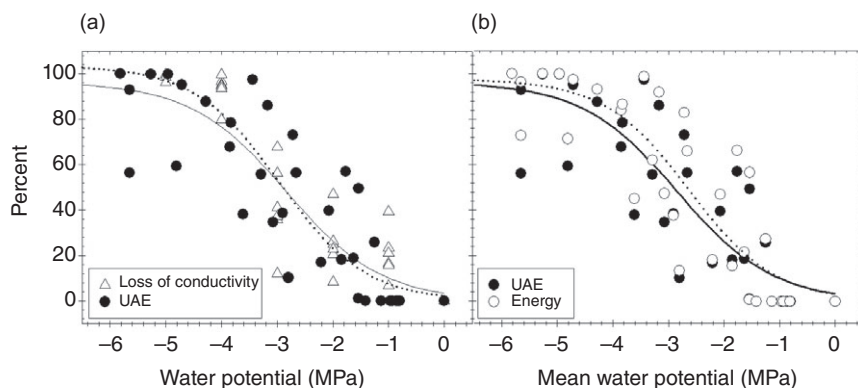 (a)
(b)
Percent
100
80
60
40
20
0
Loss of conductivity
UAE
UAE
Energy
−6 −5 −4 −3 −2 −1 0
−6 −5 −4 −3 −2 −1 0
Water potential (MPa)
Mean water potential (MPa)